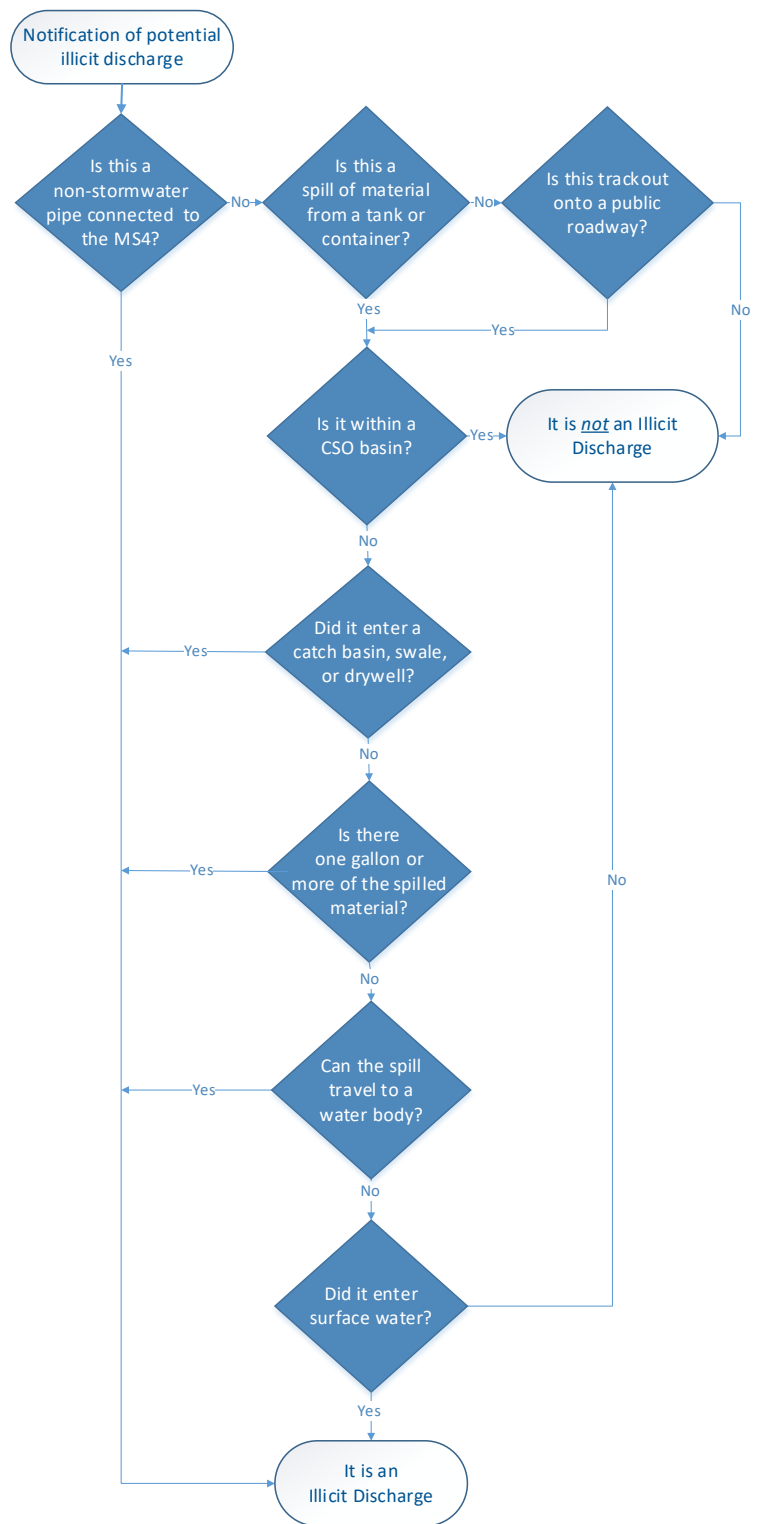 Notification of potential
illicit discharge
Is this a
non-stormwater
pipe connected to
the MS4?
No
Is this a
spill of material
from a tank or
container?
No
Is this trackout
onto a public
roadway?
No
Yes
Yes
Yes
Is it within a
CSO basin?
Yes
It is not an Illicit
Discharge
No
Did it enter a
catch basin, swale,
or drywell?
Yes
No
Is there
one gallon or
more of the spilled
material?
Yes
No
No
Can the spill
travel to a
water body?
Yes
No
Did it enter
surface water?
Yes
It is an
Illicit Discharge